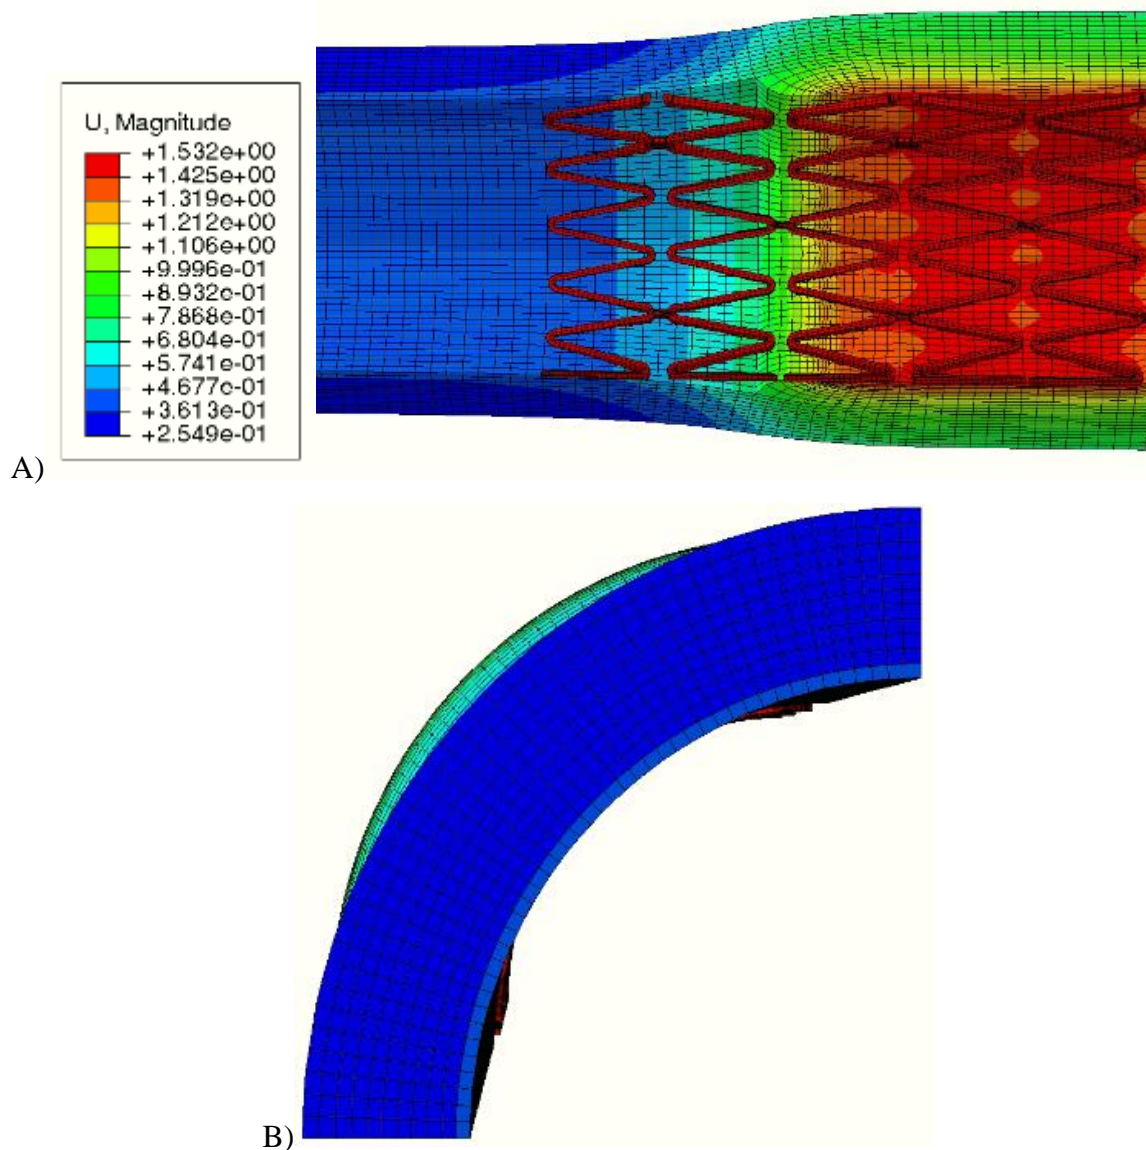 U, Magnitude
+1.532e+00
+1.425e+00
+1.319e+00
+1.212e+00
+1.106e+00
+9.996e-01
+8.932e-01
+7.868e-01
+6.804e-01
+5.741e-01
+4.677e-01
+3.613e-01
+2.549e-01
A)
B)